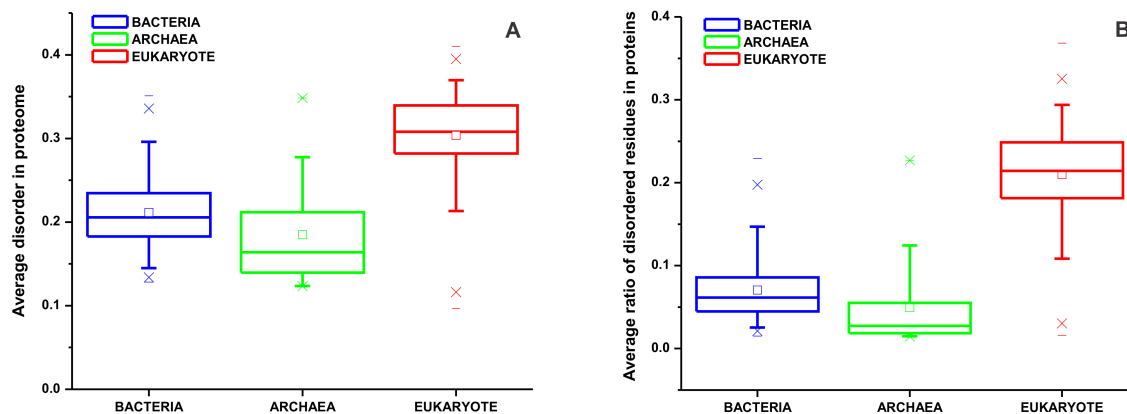 A
BACTERIA
ARCHAEA
EUKARYOTE
Average disorder in proteome
0.4
0.3
0.2
0.1
0.0
BACTERIA ARCHAEA EUKARYOTE
B
BACTERIA
ARCHAEA
EUKARYOTE
Average ratio of disordered residues in proteins
0.4
0.3
0.2
0.1
0.0
BACTERIA ARCHAEA EUKARYOTE